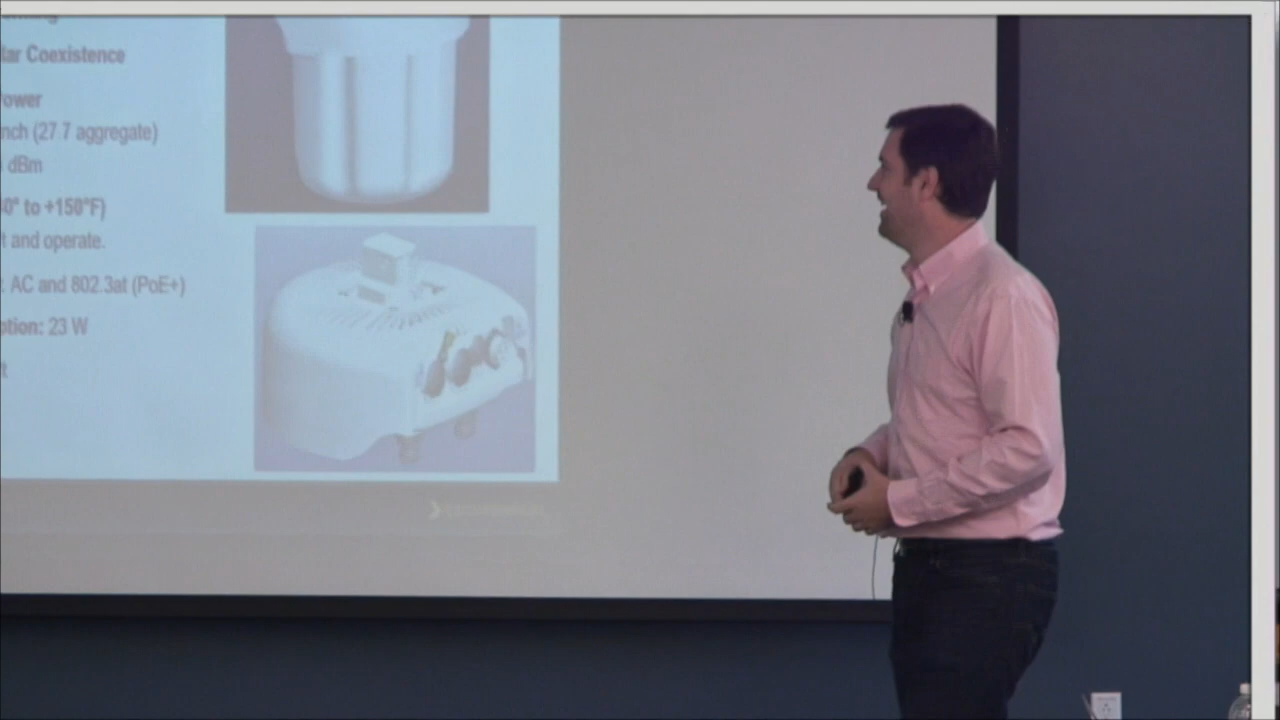 lar Coexistence
ower
nch (27.7 aggregate)
dBm
0° to +150°F)
t and operate.
AC and 802.3at (PoE+)
ption: 23 W
t